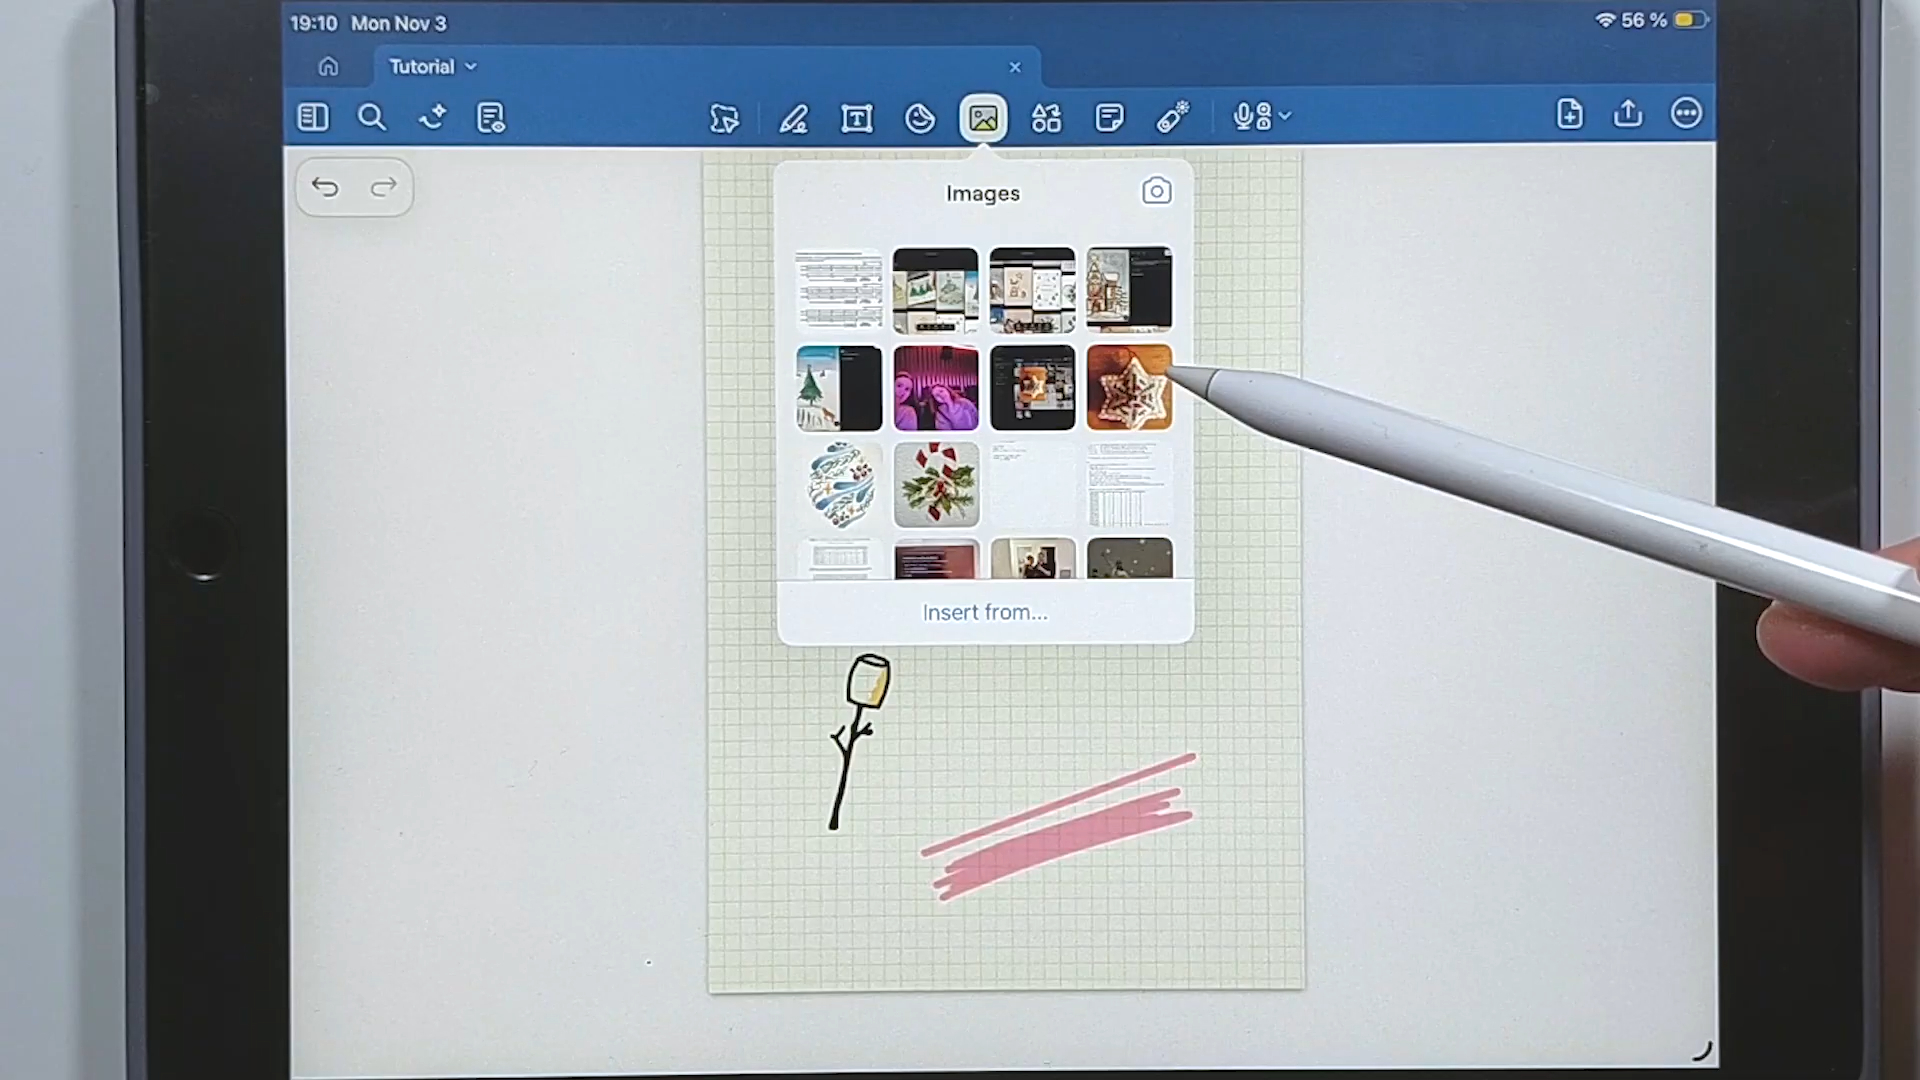 19:10 Mon Nov 3
56 %
Tutorial
T
Images
Insert from...